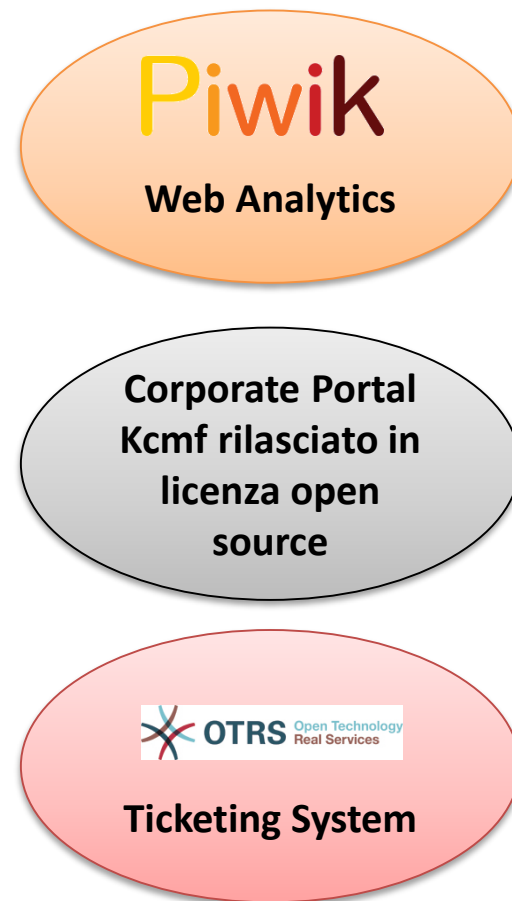 Piwik
Web Analytics
Corporate Portal
Kcmf rilasciato in
licenza open
source
OTRS Open Technology
Real Services
Ticketing System